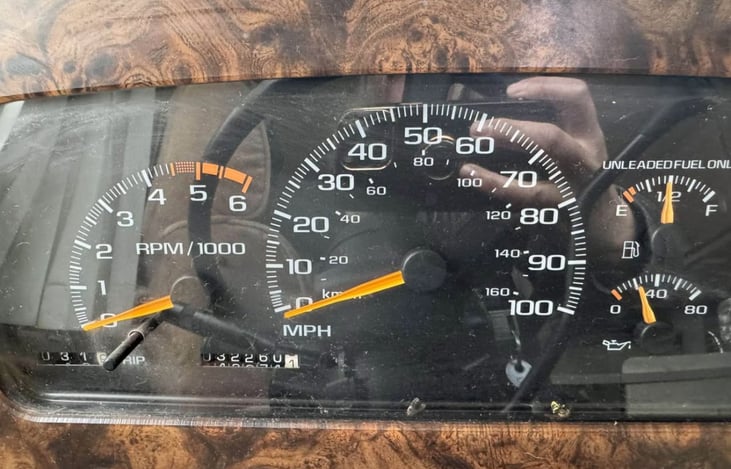 0 1 2 3 4 5 6
RPM/1000
0 10 20 30 40 50 60 70 80 90 100
20 40 60 80 100 120 140 160
MPH
UNLEADED FUEL ONL
E 1/2 F
0 40 80
032260